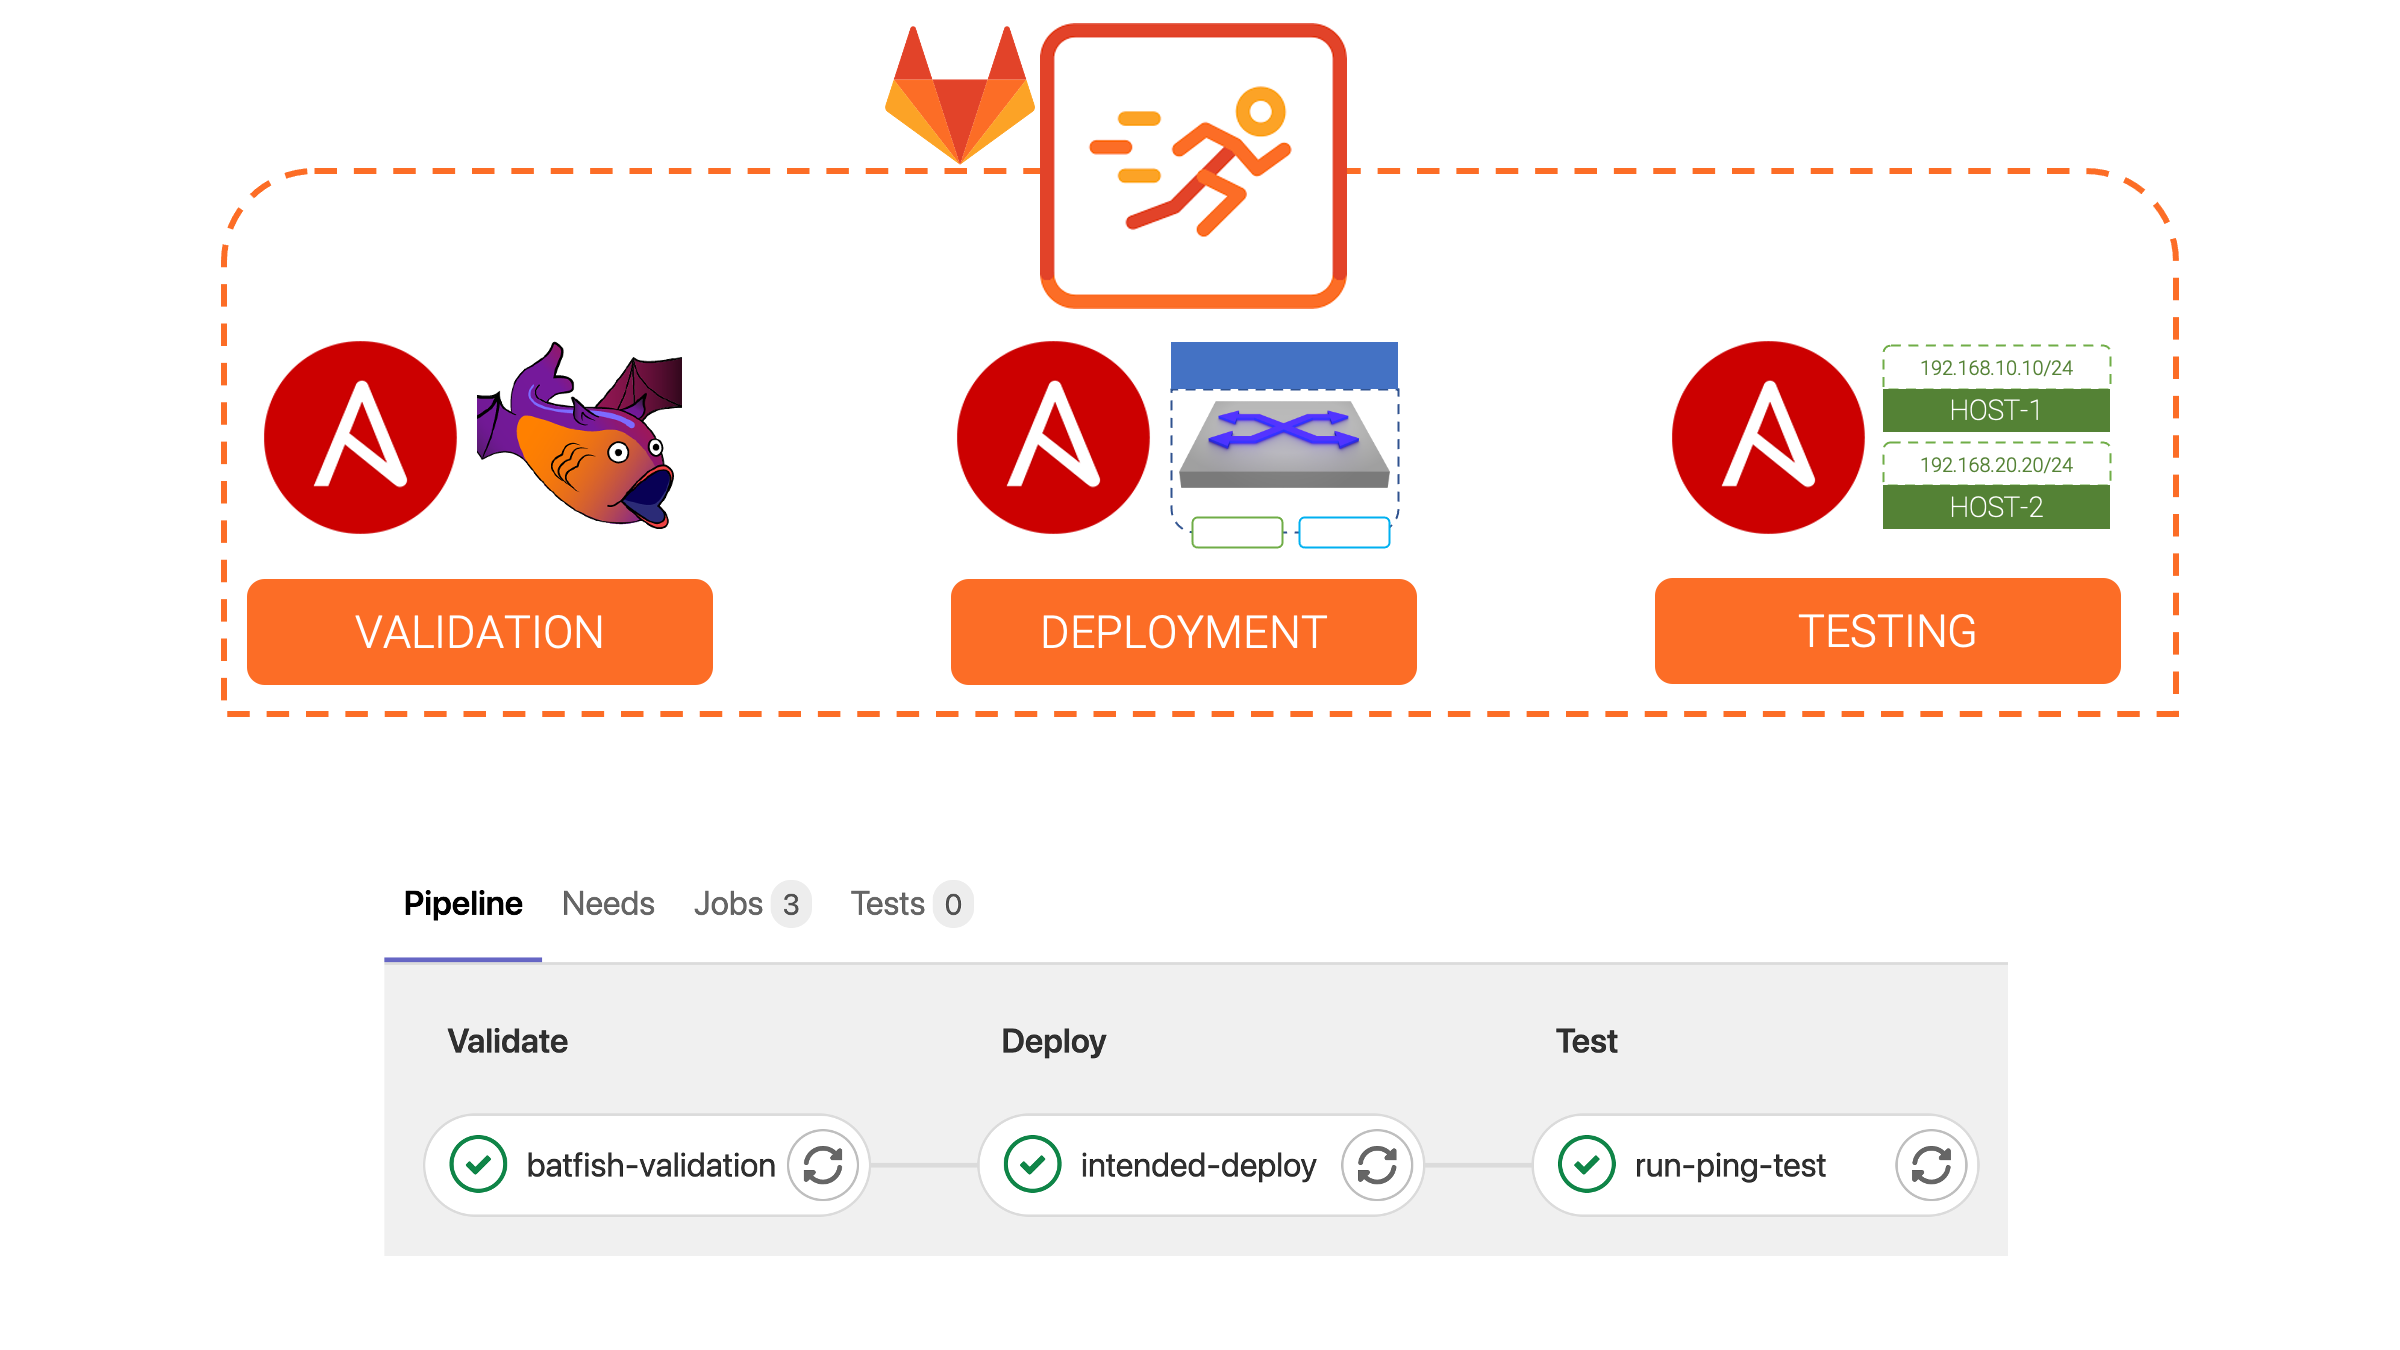 192.168.10.10/24
HOST-1
192.168.20.20/24
HOST-2
VALIDATION
DEPLOYMENT
TESTING
Pipeline Needs Jobs 3 Tests 0
Validate Deploy Test
batfish-validation intended-deploy run-ping-test